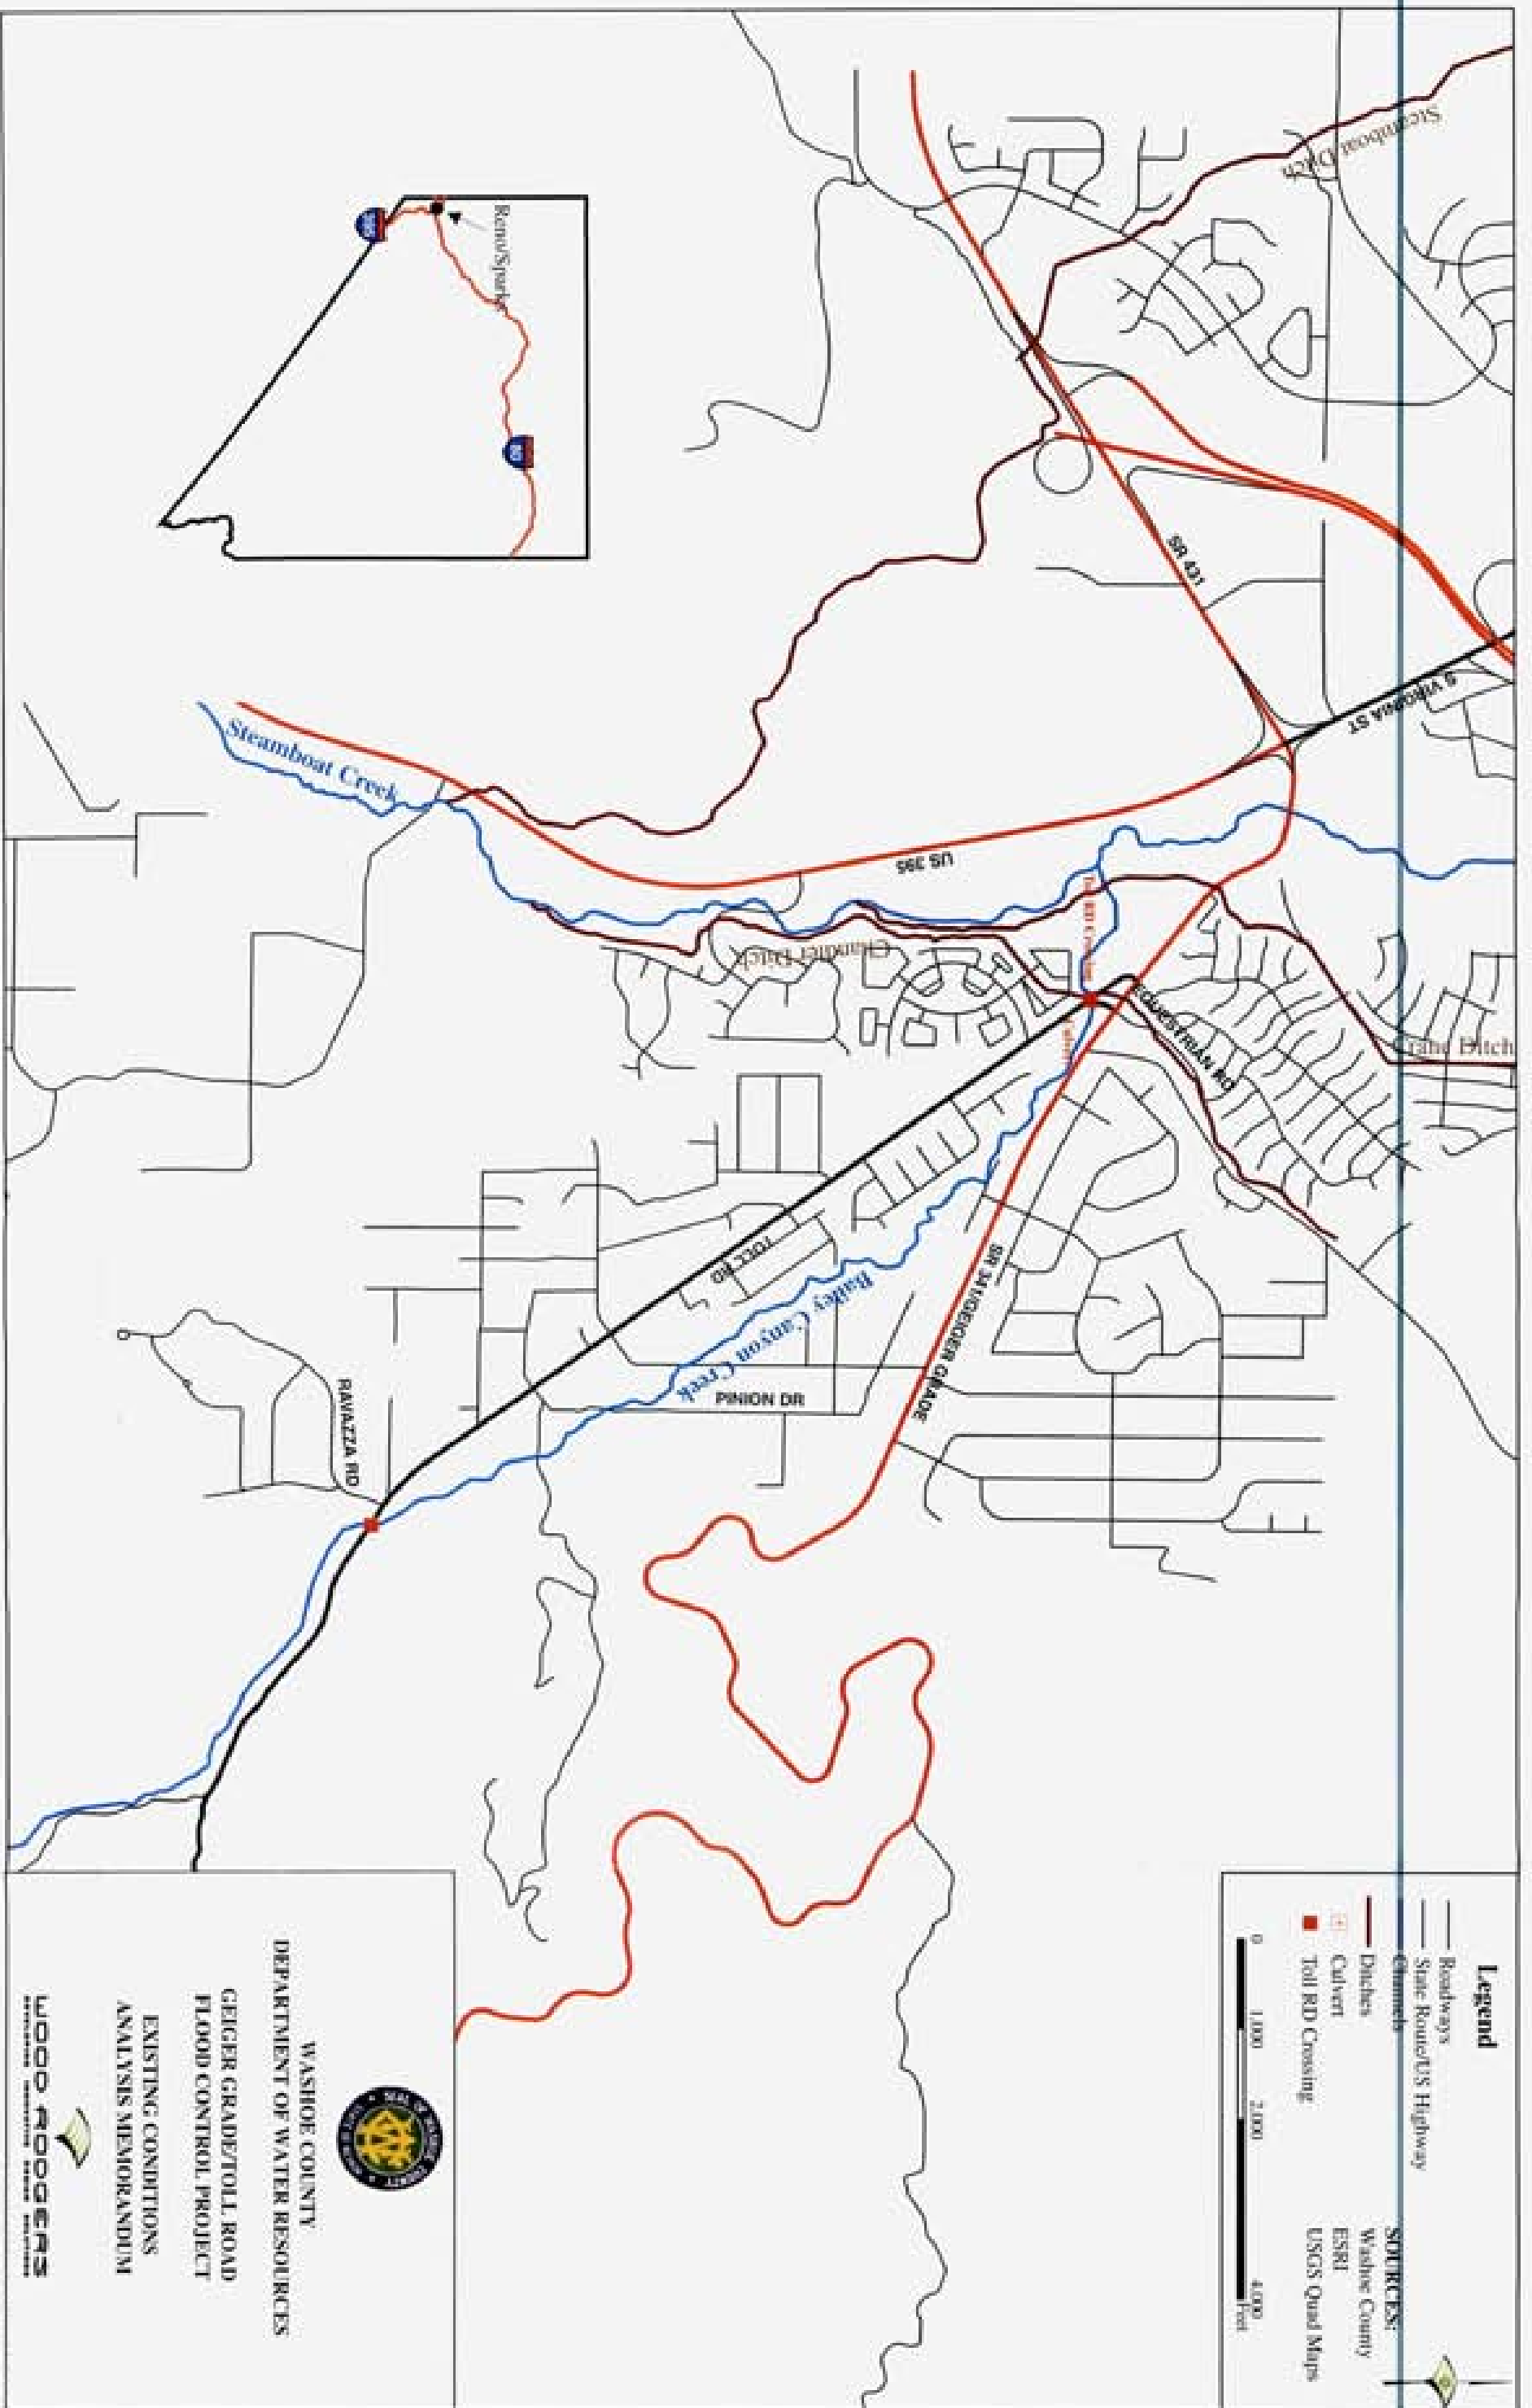 Steamboat Ditch
Reno/Sparks
SR 431
S VIRGINIA ST
Steamboat Creek
US 395
Chandler Ditch
EQUESTRIAN RD
Crane Ditch
TOLL RD
Bailey Canyon Creek
SR 341/GEIGER GRADE
PINION DR
RAVAZZA RD
Legend
Roadways
State Route/US Highway
Channels
Ditches
Culvert
Toll RD Crossing
SOURCES:
Washoe County
ESRI
USGS Quad Maps
0 1,000 2,000 4,000
Feet
WASHOE COUNTY
DEPARTMENT OF WATER RESOURCES
GEIGER GRADE/TOLL ROAD
FLOOD CONTROL PROJECT
EXISTING CONDITIONS
ANALYSIS MEMORANDUM
WOOD RODGERS